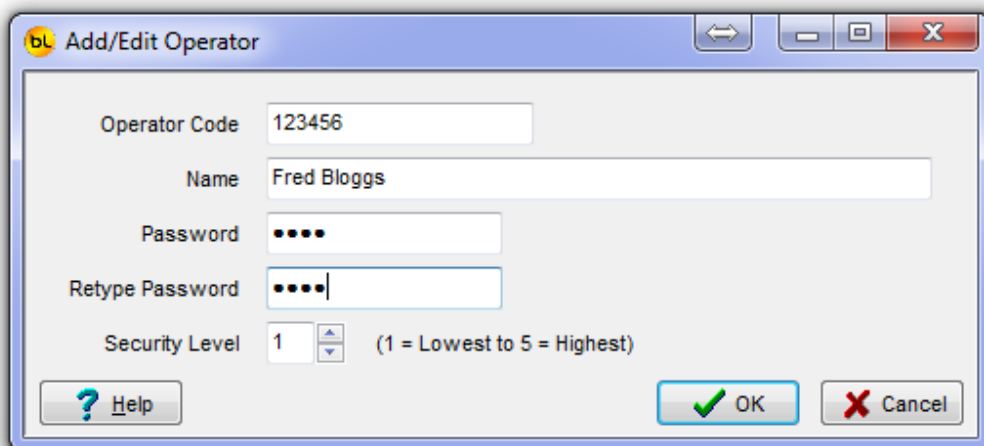 bL Add/Edit Operator
Operator Code 123456
Name Fred Bloggs
Password ••••
Retype Password ••••
Security Level 1 (1 = Lowest to 5 = Highest)
? Help OK Cancel